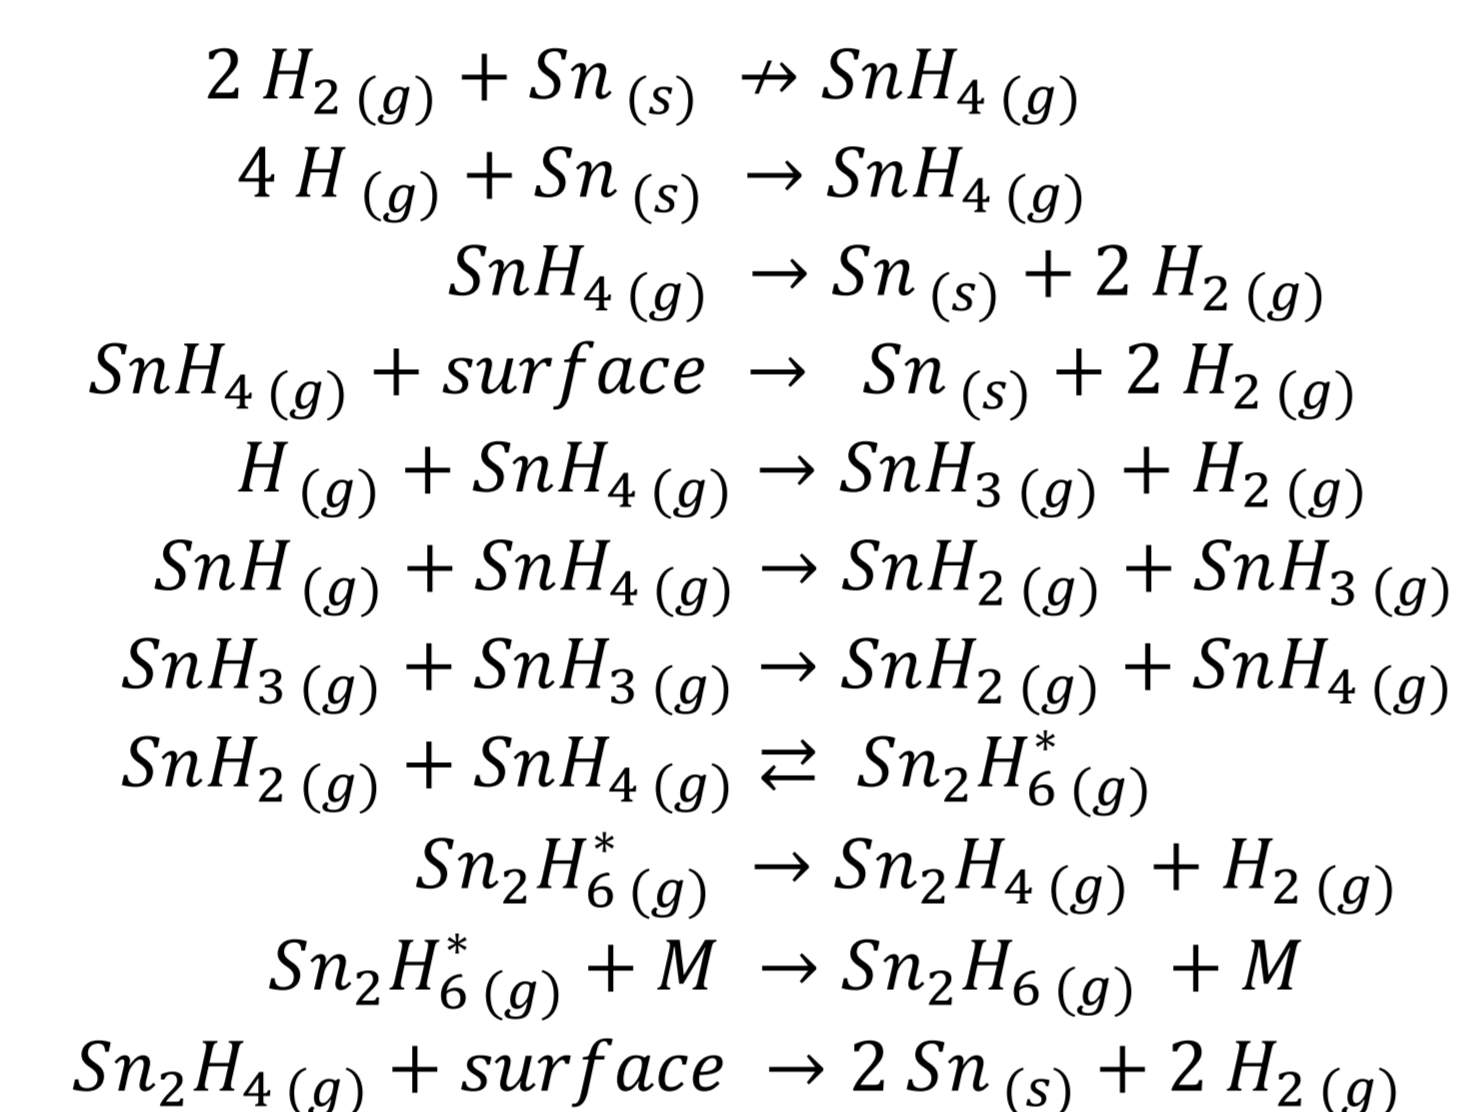 2 H₂ (g) + Sn (s) ↛ SnH₄ (g)
4 H (g) + Sn (s) → SnH₄ (g)
SnH₄ (g) → Sn (s) + 2 H₂ (g)
SnH₄ (g) + surface → Sn (s) + 2 H₂ (g)
H (g) + SnH₄ (g) → SnH₃ (g) + H₂ (g)
SnH (g) + SnH₄ (g) → SnH₂ (g) + SnH₃ (g)
SnH₃ (g) + SnH₃ (g) → SnH₂ (g) + SnH₄ (g)
SnH₂ (g) + SnH₄ (g) ⇄ Sn₂H₆* (g)
Sn₂H₆* (g) → Sn₂H₄ (g) + H₂ (g)
Sn₂H₆* (g) + M → Sn₂H₆ (g) + M
Sn₂H₄ (g) + surface → 2 Sn (s) + 2 H₂ (g)